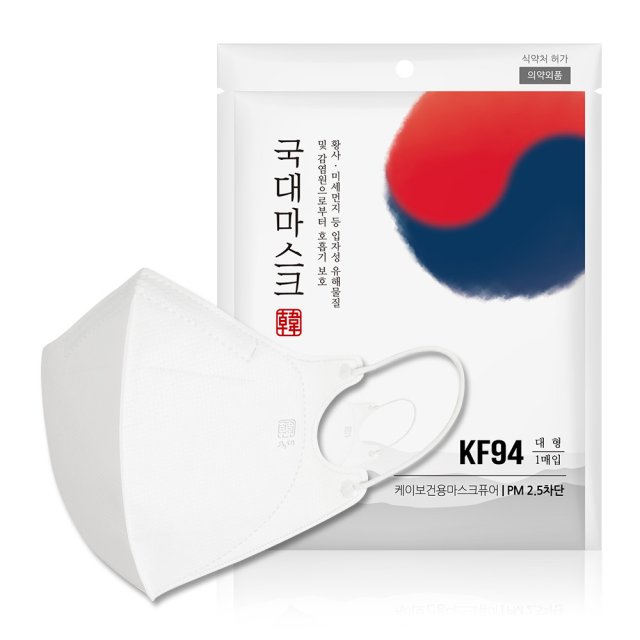 식약처 허가
의약외품
국대마스크
韓
황사·미세먼지 등 입자성 유해물질
및 감염원으로부터 호흡기 보호
KF94
대 형
1매입
케이보건용마스크퓨어 | PM 2.5차단
韓